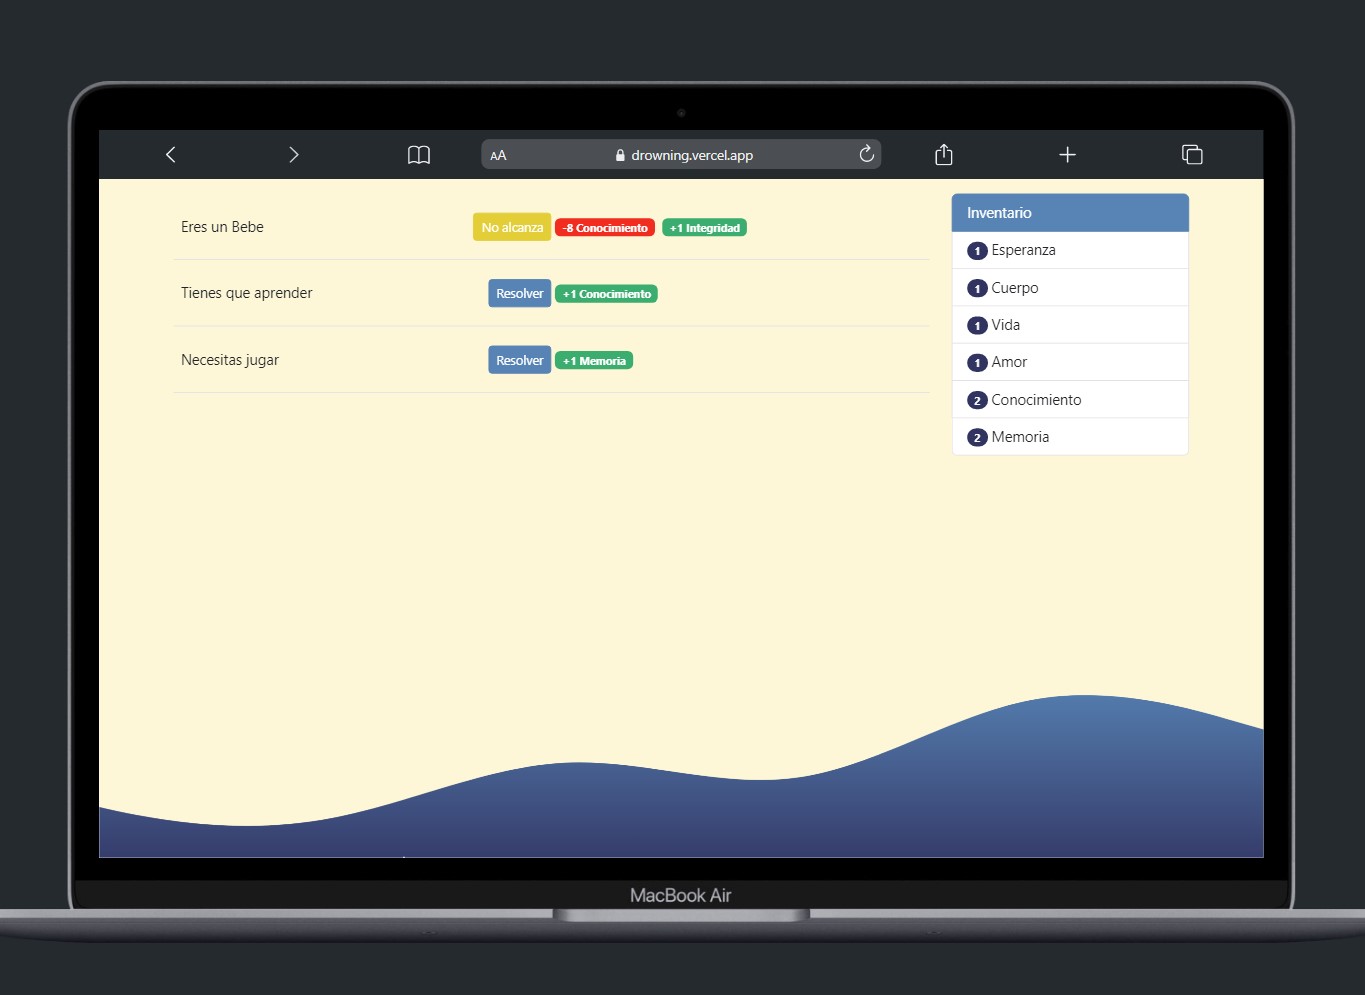 AA drowning.vercel.app
Eres un Bebe No alcanza -8 Conocimiento +1 Integridad
Tienes que aprender Resolver +1 Conocimiento
Necesitas jugar Resolver +1 Memoria
Inventario
1 Esperanza
1 Cuerpo
1 Vida
1 Amor
2 Conocimiento
2 Memoria
MacBook Air